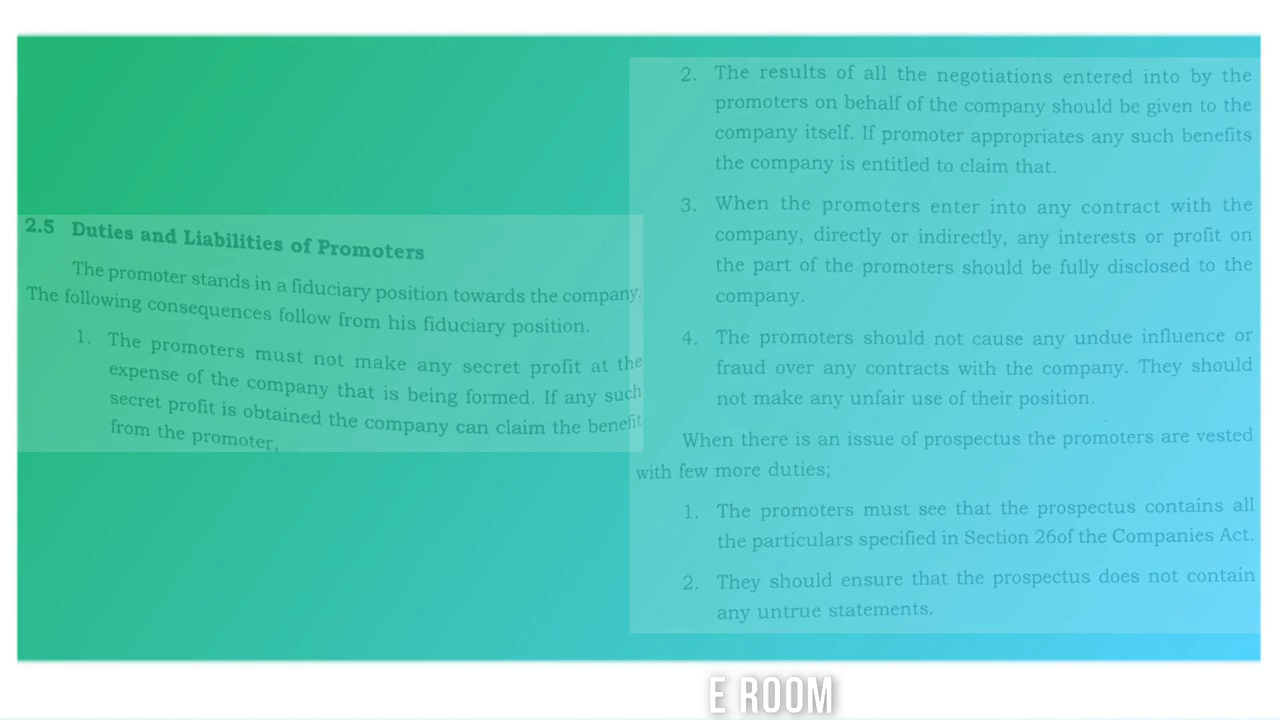 2.5 Duties and Liabilities of Promoters
The promoter stands in a fiduciary position towards the company.
The following consequences follow from his fiduciary position.
1. The promoters must not make any secret profit at the
expense of the company that is being formed. If any such
secret profit is obtained the company can claim the benefit
from the promoter,
2. The results of all the negotiations entered into by the
promoters on behalf of the company should be given to the
company itself. If promoter appropriates any such benefits
the company is entitled to claim that.
3. When the promoters enter into any contract with the
company, directly or indirectly, any interests or profit on
the part of the promoters should be fully disclosed to the
company.
4. The promoters should not cause any undue influence or
fraud over any contracts with the company. They should
not make any unfair use of their position.
When there is an issue of prospectus the promoters are vested
with few more duties;
1. The promoters must see that the prospectus contains all
the particulars specified in Section 26of the Companies Act.
2. They should ensure that the prospectus does not contain
any untrue statements.
E ROOM